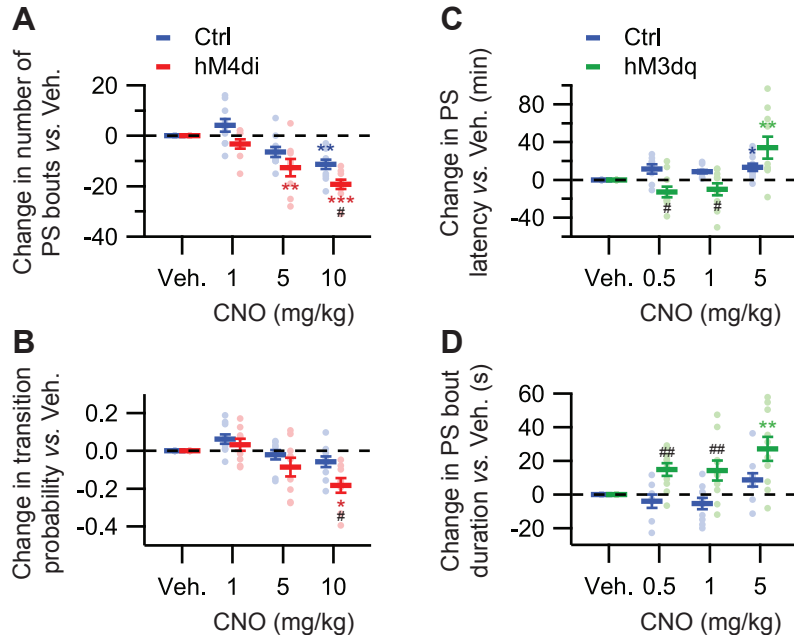 A
Ctrl
hM4di
Change in number of
PS bouts vs. Veh.
20
0
-20
-40
**
**
***
#
Veh. 1 5 10
CNO (mg/kg)
B
Change in transition
probability vs. Veh.
0.2
0.0
-0.2
-0.4
*
#
Veh. 1 5 10
CNO (mg/kg)
C
Ctrl
hM3dq
Change in PS
latency vs. Veh. (min)
80
40
0
-40
#
#
*
**
Veh. 0.5 1 5
CNO (mg/kg)
D
Change in PS bout
duration vs. Veh. (s)
60
40
20
0
-20
##
##
**
Veh. 0.5 1 5
CNO (mg/kg)